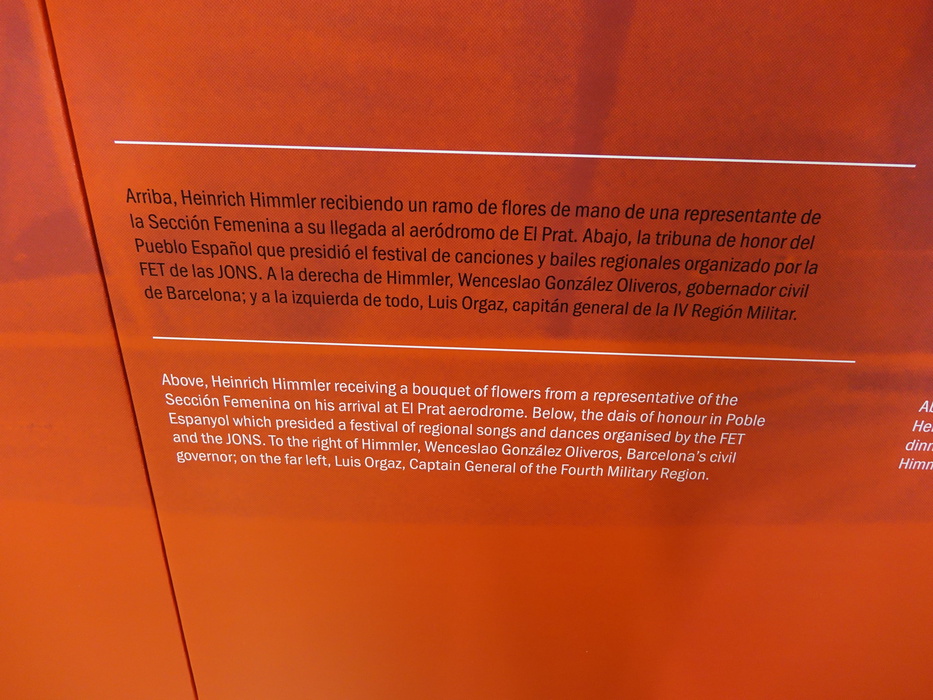 Arriba, Heinrich Himmler recibiendo un ramo de flores de mano de una representante de
la Sección Femenina a su llegada al aeródromo de El Prat. Abajo, la tribuna de honor del
Pueblo Español que presidió el festival de canciones y bailes regionales organizado por la
FET de las JONS. A la derecha de Himmler, Wenceslao González Oliveros, gobernador civil
de Barcelona; y a la izquierda de todo, Luis Orgaz, capitán general de la IV Región Militar.
Above, Heinrich Himmler receiving a bouquet of flowers from a representative of the
Sección Femenina on his arrival at El Prat aerodrome. Below, the dais of honour in Poble
Espanyol which presided a festival of regional songs and dances organised by the FET
and the JONS. To the right of Himmler, Wenceslao González Oliveros, Barcelona's civil
governor; on the far left, Luis Orgaz, Captain General of the Fourth Military Region.